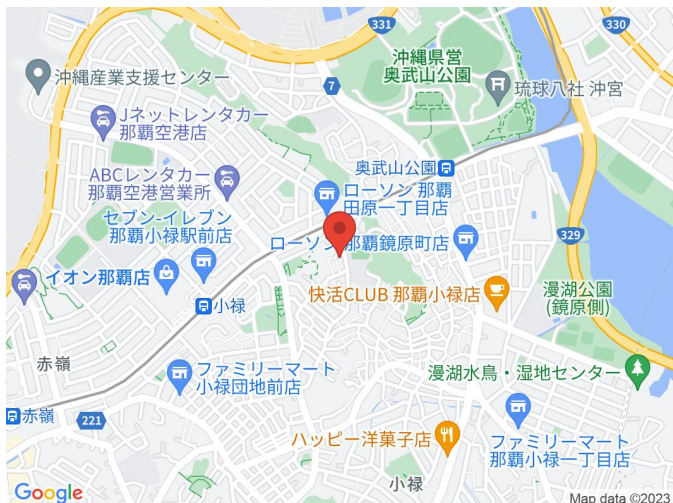 331
330
沖縄県営
奥武山公園
沖縄産業支援センター
7
琉球八社 沖宮
Jネットレンタカー
那覇空港店
奥武山公園
ABCレンタカー
那覇空港営業所
ローソン 那覇
田原一丁目店
セブン-イレブン
那覇小禄駅前店
ローソン 那覇鏡原町店
329
イオン那覇店
快活CLUB 那覇小禄店
漫湖公園
(鏡原側)
小禄
赤嶺
ファミリーマート
小禄団地前店
漫湖水鳥・湿地センター
赤嶺
221
ハッピー洋菓子店
ファミリーマート
那覇小禄一丁目店
小禄
Google
Map data ©2023